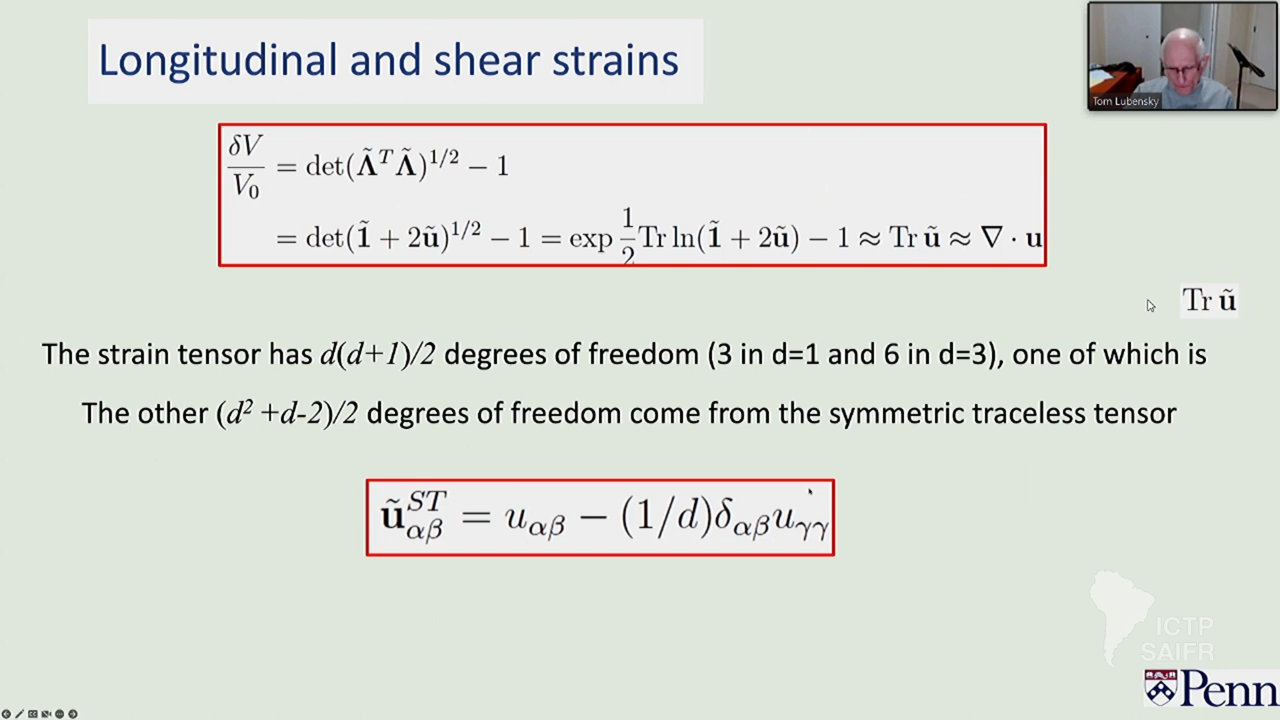 Longitudinal and shear strains
Tom Lubensky
δV/V₀ = det(Λ̃ᵀΛ̃)^{1/2} − 1
= det(1̃ + 2ũ)^{1/2} − 1 = exp ½ Tr ln(1̃ + 2ũ) − 1 ≈ Tr ũ ≈ ∇ · u
Tr ũ
The strain tensor has d(d+1)/2 degrees of freedom (3 in d=1 and 6 in d=3), one of which is
The other (d² +d-2)/2 degrees of freedom come from the symmetric traceless tensor
ũ^{ST}_{αβ} = u_{αβ} − (1/d)δ_{αβ}u_{γγ}
ICTP
SAIFR
Penn